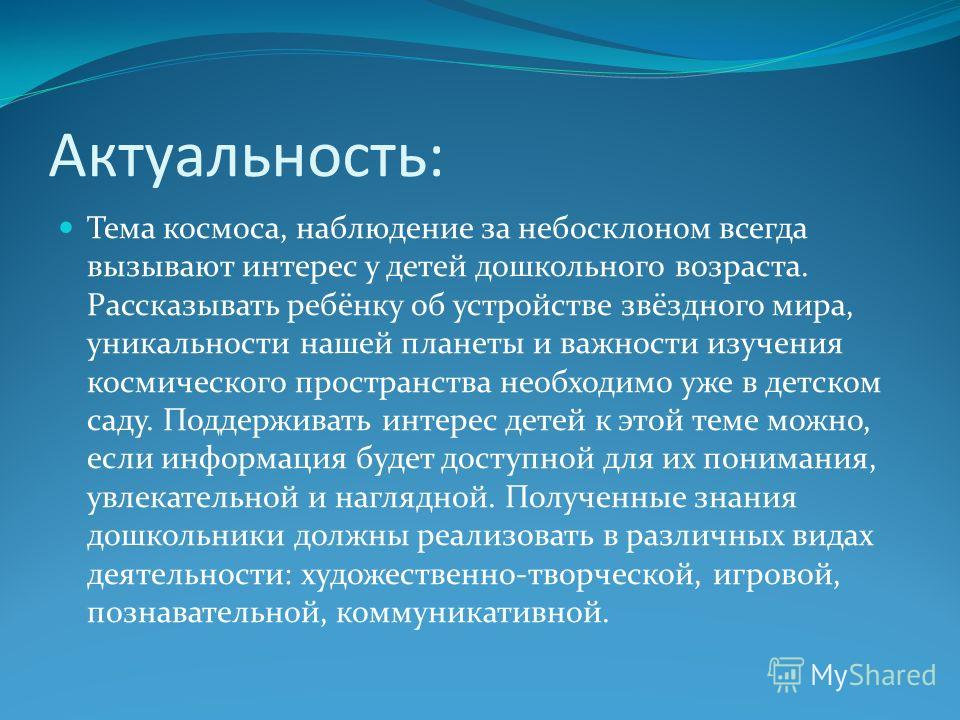 Актуальность:
Тема космоса, наблюдение за небосклоном всегда
вызывают интерес у детей дошкольного возраста.
Рассказывать ребёнку об устройстве звёздного мира,
уникальности нашей планеты и важности изучения
космического пространства необходимо уже в детском
саду. Поддерживать интерес детей к этой теме можно,
если информация будет доступной для их понимания,
увлекательной и наглядной. Полученные знания
дошкольники должны реализовать в различных видах
деятельности: художественно-творческой, игровой,
познавательной, коммуникативной.
MyShared